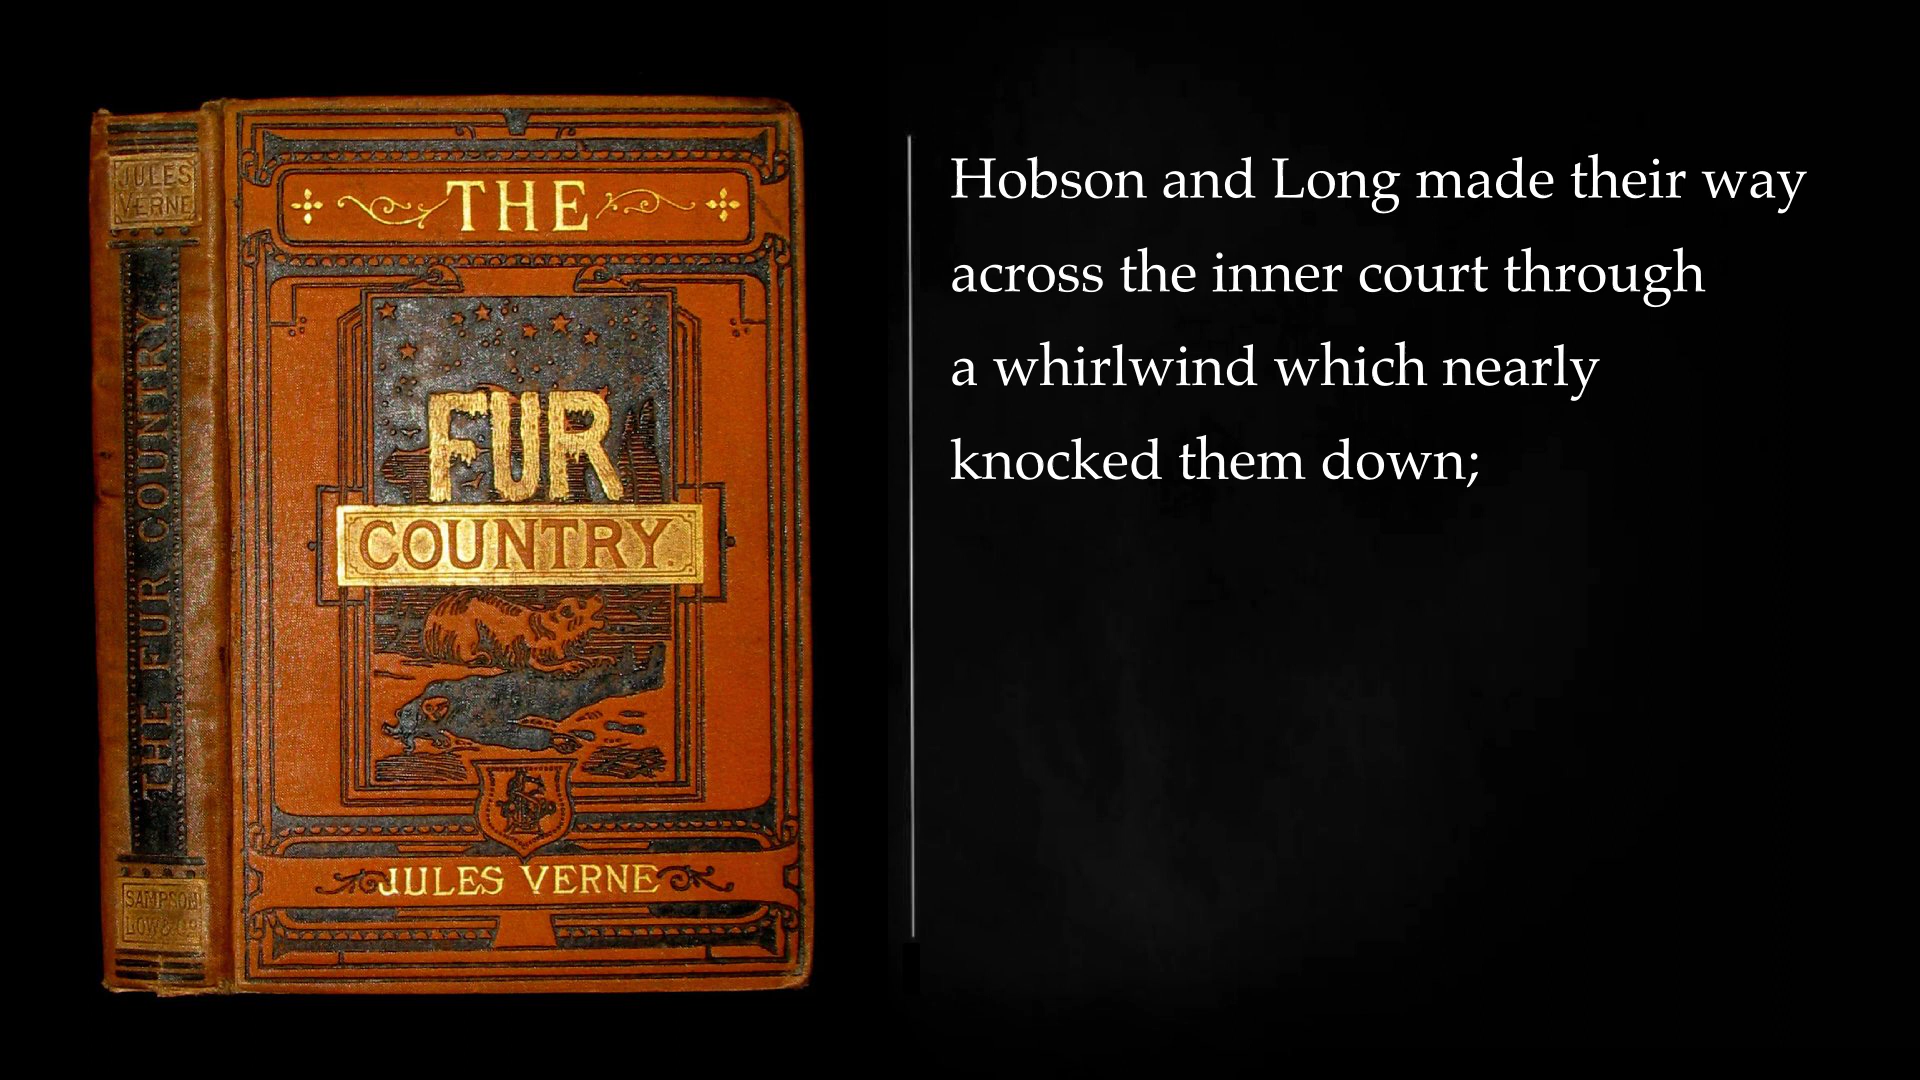 JULES
VERNE
THE FUR COUNTRY.
SAMPSON
LOW & Co
THE
FUR
COUNTRY.
JULES VERNE
Hobson and Long made their way
across the inner court through
a whirlwind which nearly
knocked them down;